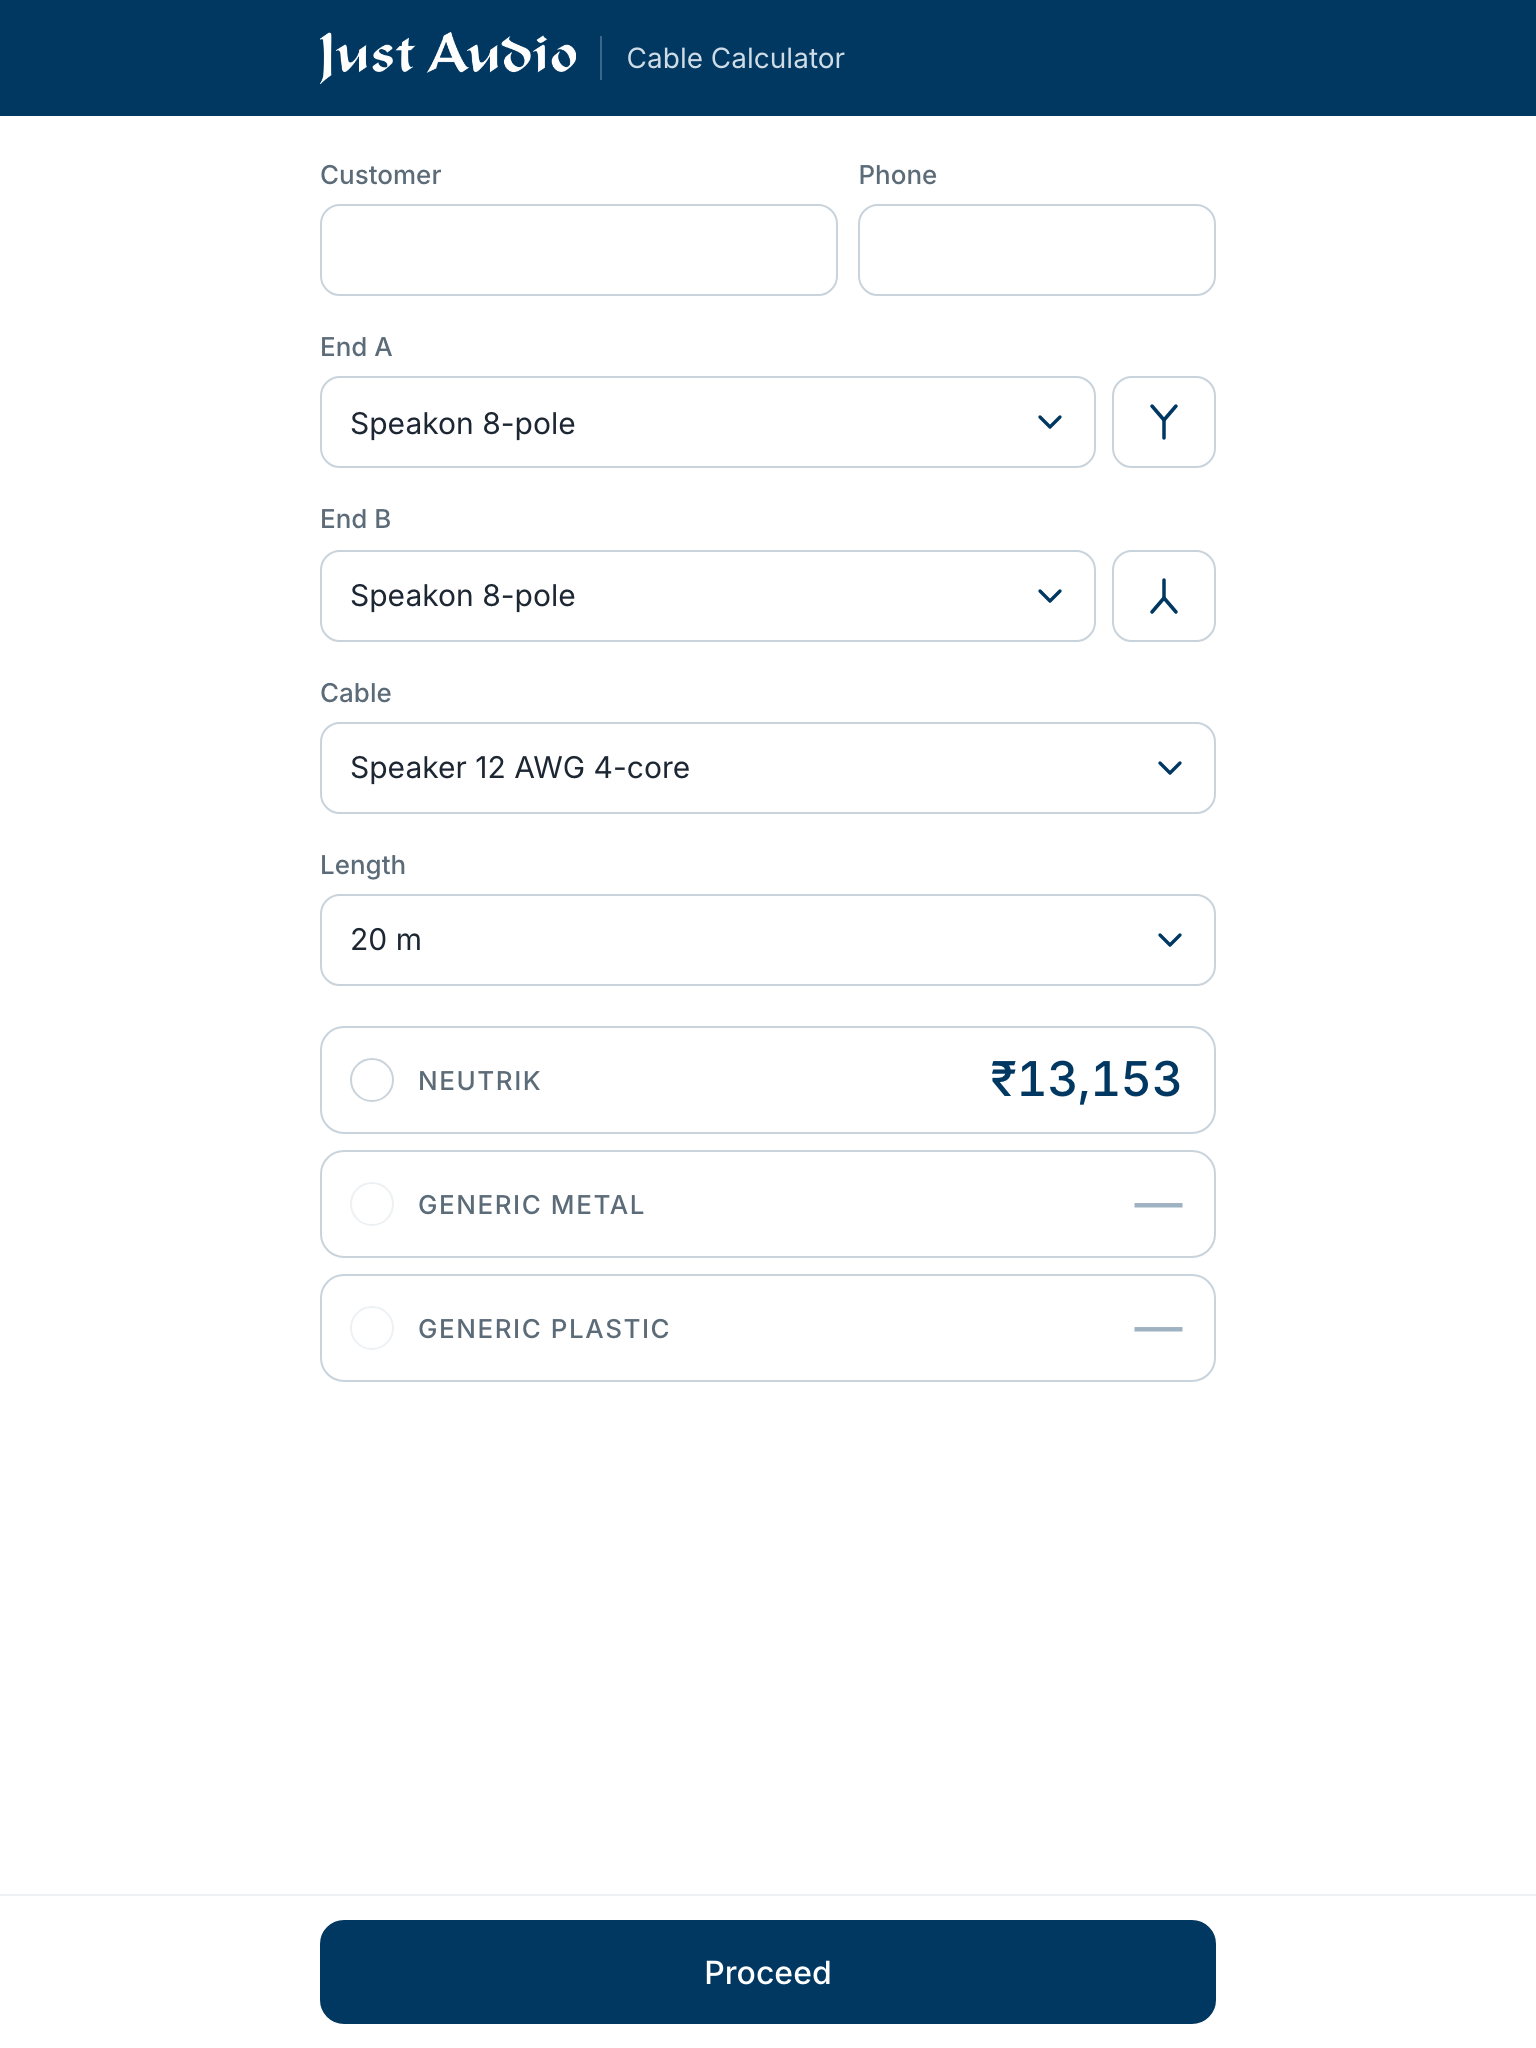 Just Audio
Cable Calculator
Customer
Phone
End A
Speakon 8-pole
End B
Speakon 8-pole
Cable
Speaker 12 AWG 4-core
Length
20 m
NEUTRIK
₹13,153
GENERIC METAL
—
GENERIC PLASTIC
—
Proceed